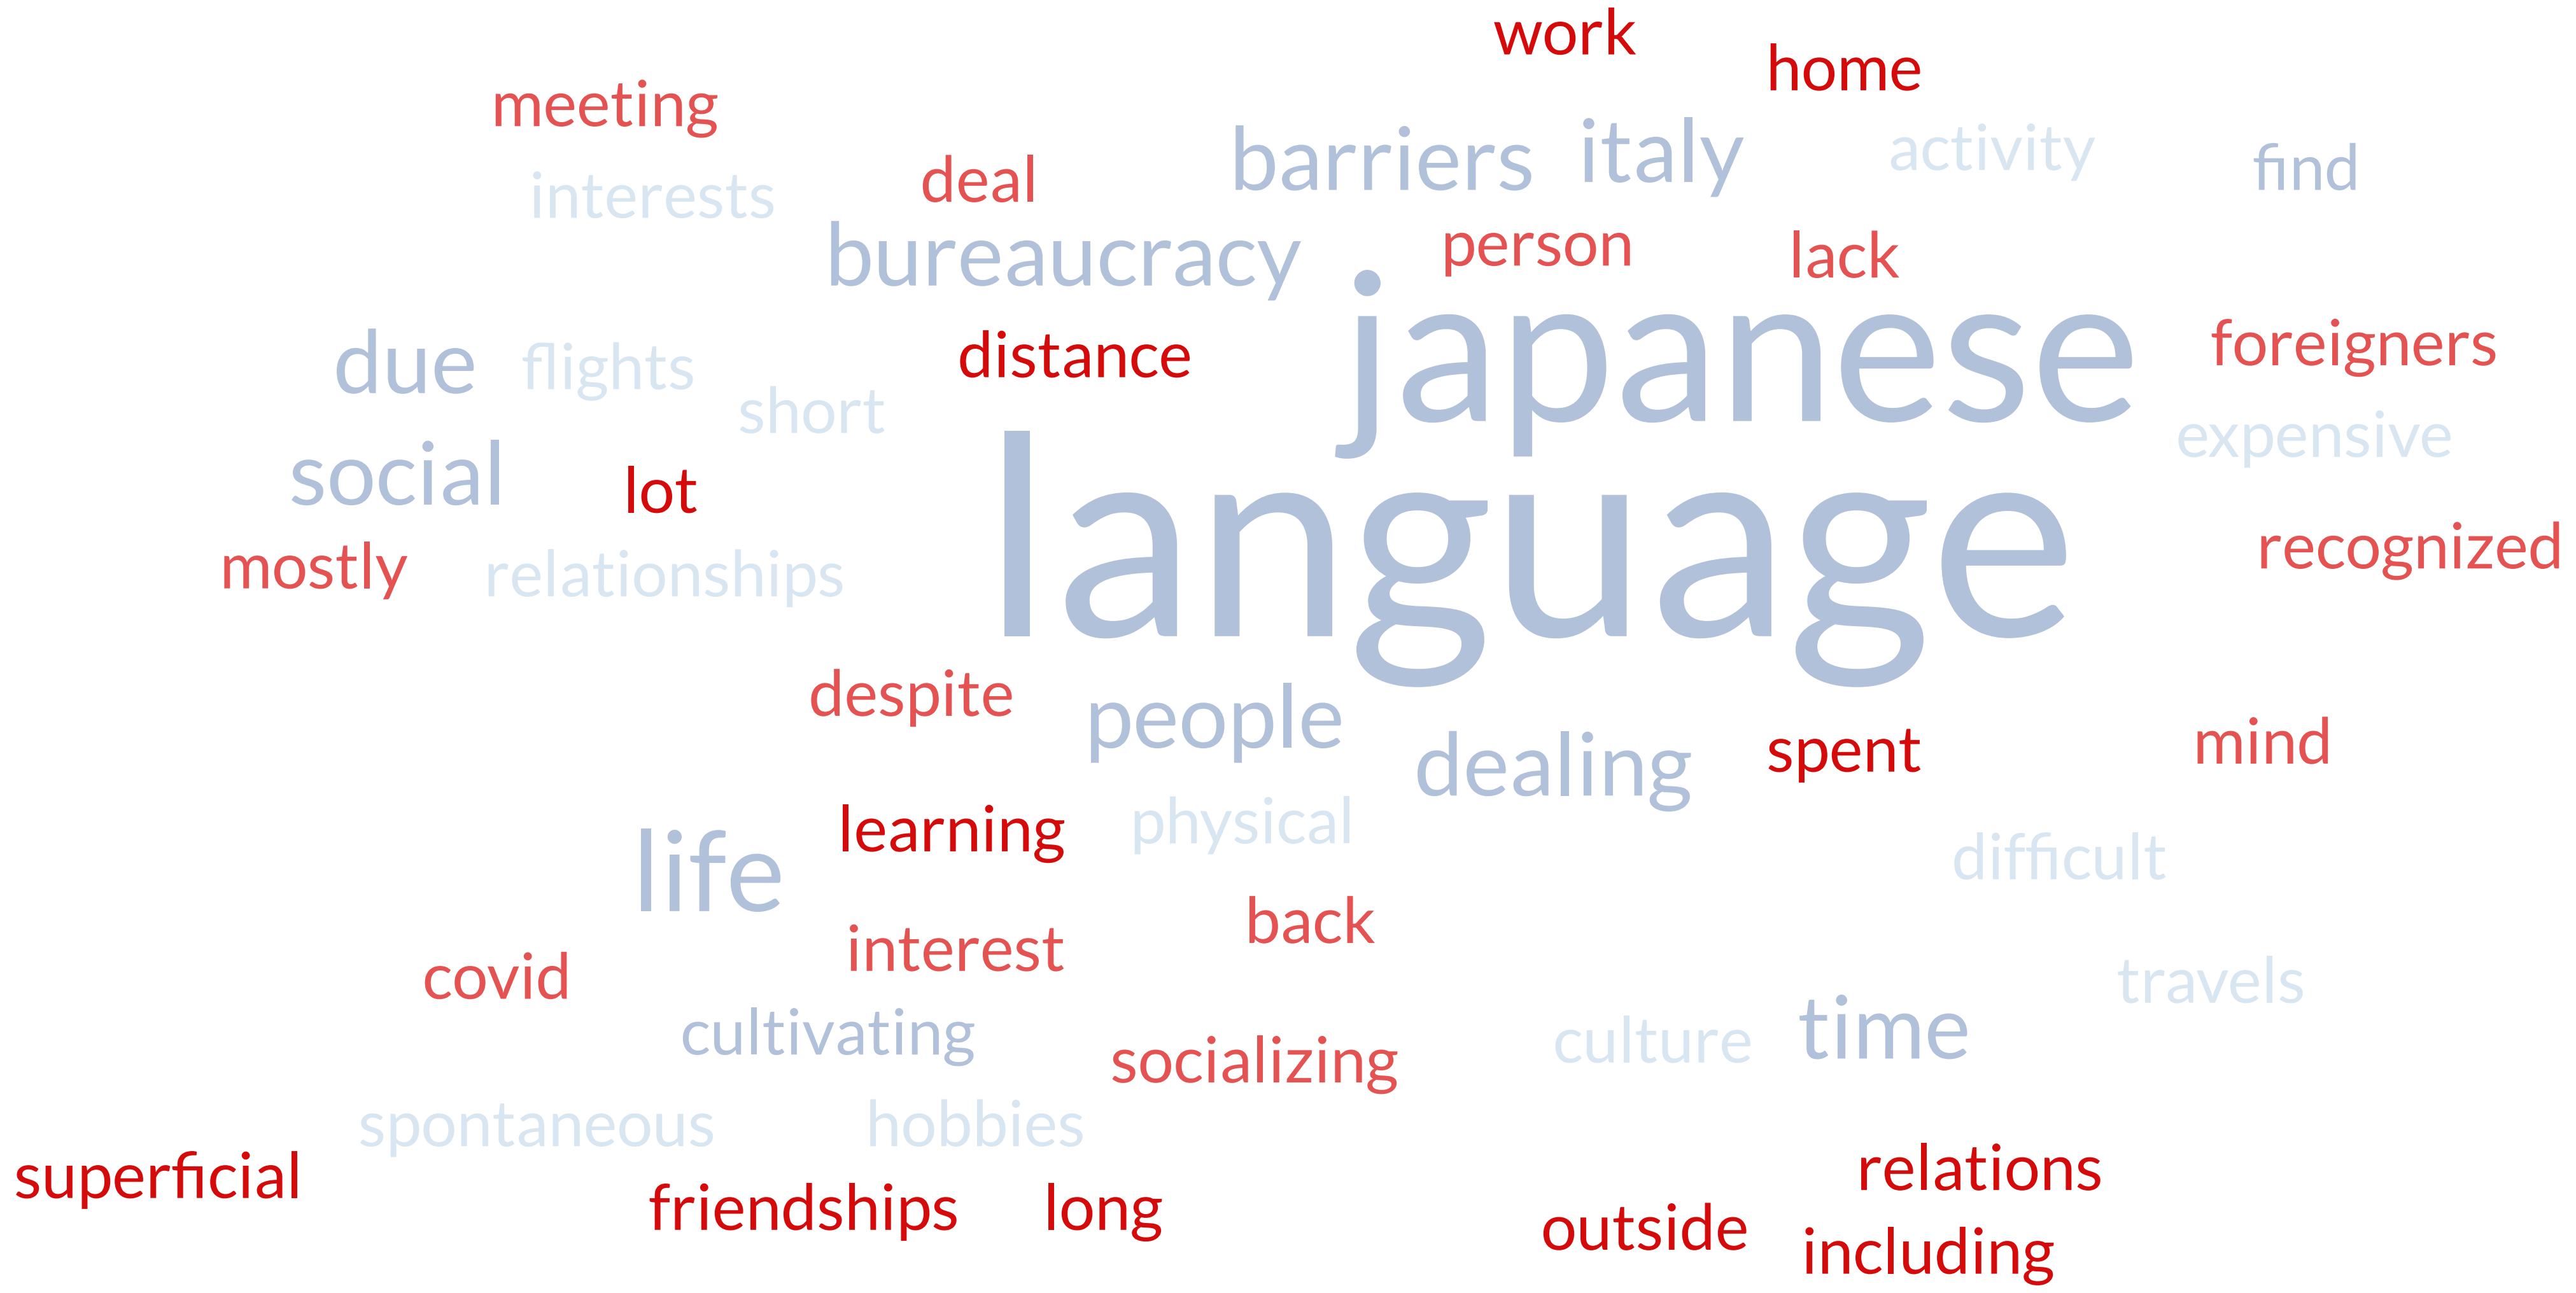 work
home
meeting
barriers
italy
activity
find
deal
interests
bureaucracy
person
lack
japanese
distance
foreigners
due
flights
short
expensive
social
lot
language
mostly
relationships
recognized
despite
people
dealing
spent
mind
learning
physical
life
difficult
interest
back
covid
travels
cultivating
socializing
culture
time
spontaneous
hobbies
superficial
relations
friendships
long
outside
including